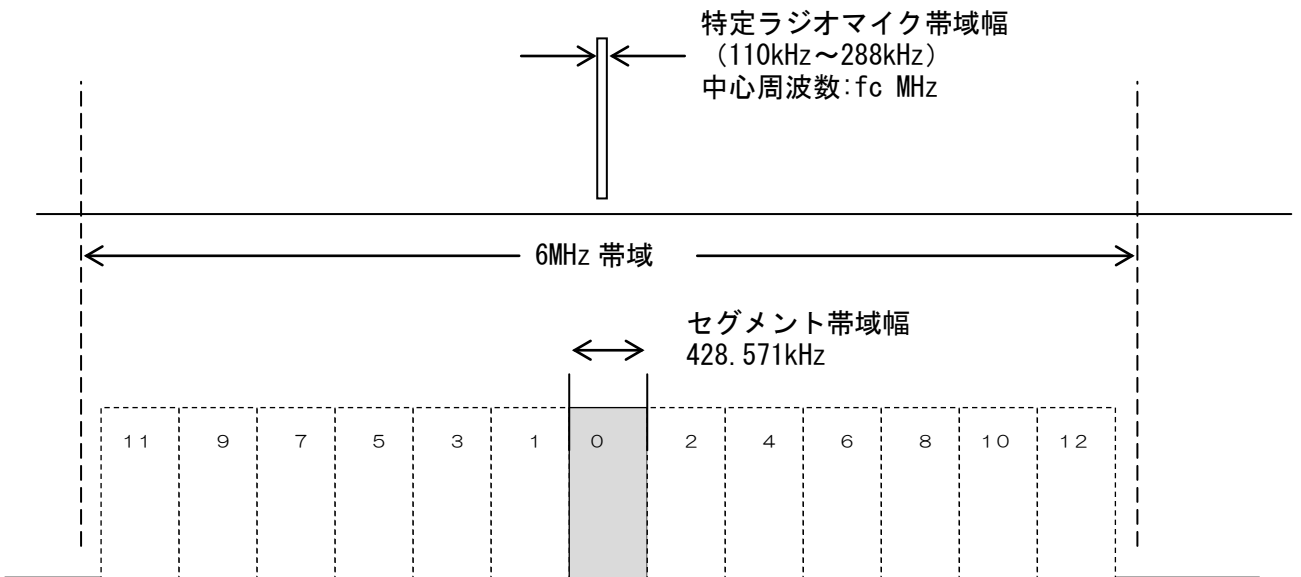 特定ラジオマイク帯域幅
（110kHz～288kHz）
中心周波数:fc MHz
6MHz 帯域
セグメント帯域幅
428.571kHz
11 9 7 5 3 1 0 2 4 6 8 10 12